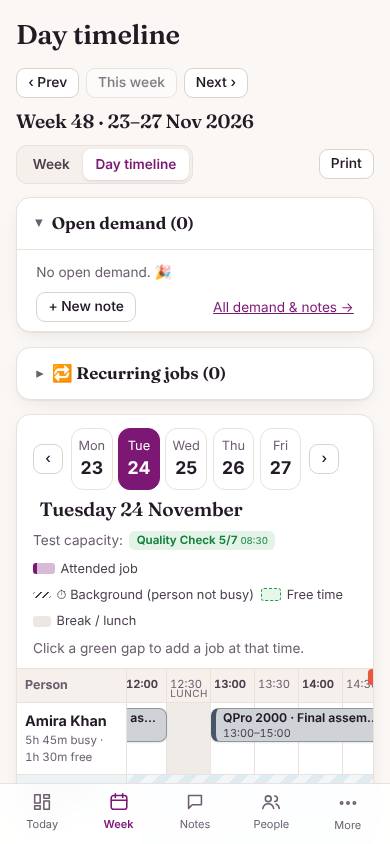 Day timeline
‹ Prev This week Next ›
Week 48 · 23–27 Nov 2026
Week Day timeline Print
▾ Open demand (0)
No open demand. 🎉
+ New note All demand & notes →
▸ 🔁 Recurring jobs (0)
‹ Mon 23 Tue 24 Wed 25 Thu 26 Fri 27 ›
Tuesday 24 November
Test capacity: Quality Check 5/7 08:30
Attended job
⏱ Background (person not busy) Free time
Break / lunch
Click a green gap to add a job at that time.
Person 12:00 12:30 13:00 13:30 14:00 14:3
LUNCH
Amira Khan as… QPro 2000 · Final assem…
5h 45m busy · 13:00–15:00
1h 30m free
Today Week Notes People More